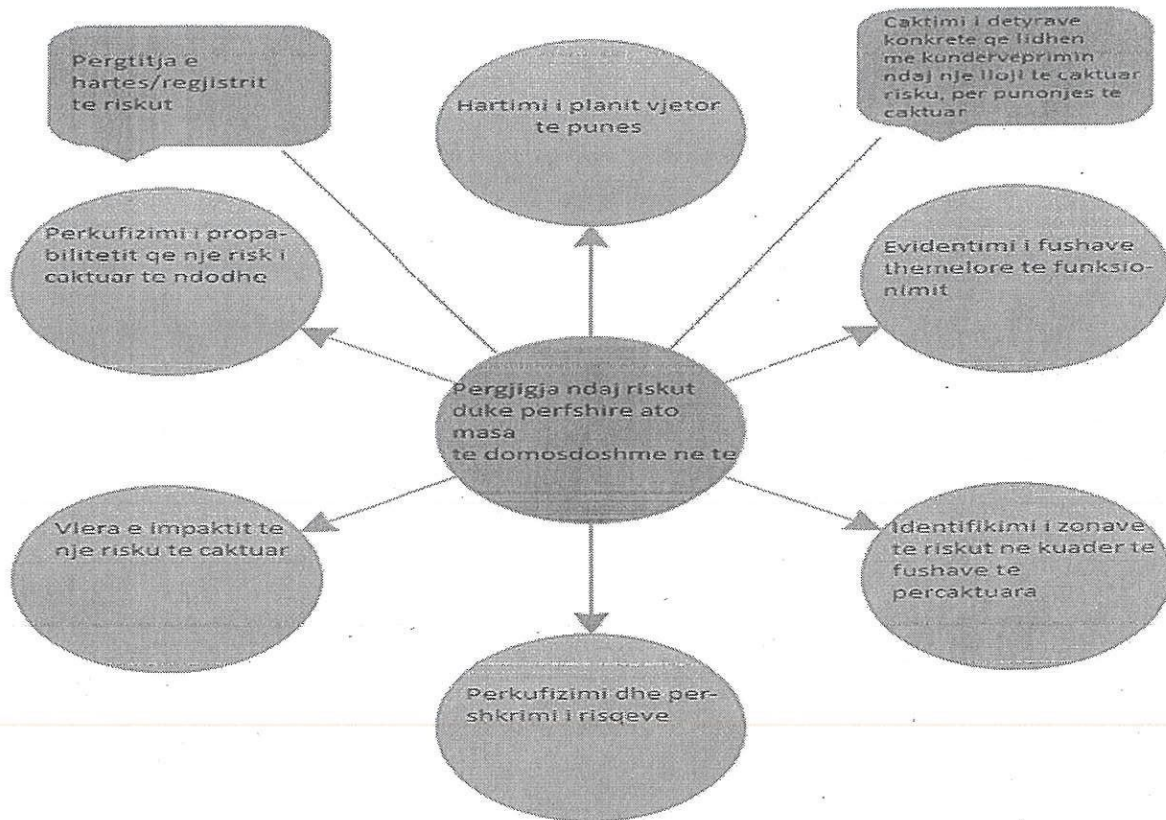 Pergtitja e
hartes/regjistrit
te riskut
Hartimi i planit vjetor
te punes
Caktimi i detyrave
konkrete qe lidhen
me kunderveprimin
ndaj nje lloji te caktuar
risku, per punonjes te
caktuar
Perkufizimi i propa-
bilitetit qe nje risk i
caktuar te ndodhe
Evidentimi i fushave
themelore te funksio-
nimit
Pergjigja ndaj riskut
duke perfshire ato
masa
te domosdoshme ne te
Vlera e impaktit te
nje risku te caktuar
Identifikimi i zonave
te riskut ne kuader te
fushave te
percaktuara
Perkufizimi dhe per-
shkrimi i risqeve